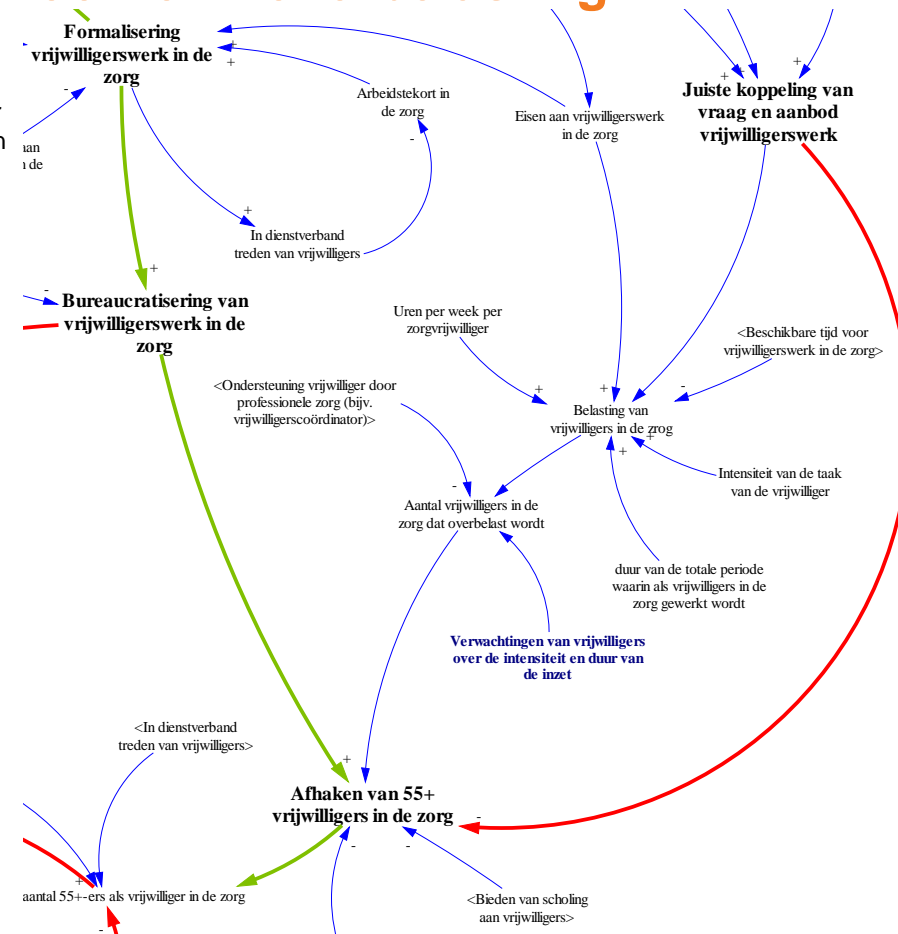 Formalisering
vrijwilligerswerk in de
zorg
Arbeidstekort in
de zorg
Eisen aan vrijwilligerswerk
in de zorg
Juiste koppeling van
vraag en aanbod
vrijwilligerswerk
n de
In dienstverband
treden van vrijwilligers
Bureaucratisering van
vrijwilligerswerk in de
zorg
Uren per week per
zorgvrijwilliger
<Beschikbare tijd voor
vrijwilligerswerk in de zorg>
<Ondersteuning vrijwilliger door
professionele zorg (bijv.
vrijwilligerscoördinator)>
Belasting van
vrijwilligers in de zrog
Intensiteit van de taak
van de vrijwilliger
Aantal vrijwilligers in de
zorg dat overbelast wordt
duur van de totale periode
waarin als vrijwilligers in de
zorg gewerkt wordt
Verwachtingen van vrijwilligers
over de intensiteit en duur van
de inzet
<In dienstverband
treden van vrijwilligers>
Afhaken van 55+
vrijwilligers in de zorg
aantal 55+-ers als vrijwilliger in de zorg
<Bieden van scholing
aan vrijwilligers>